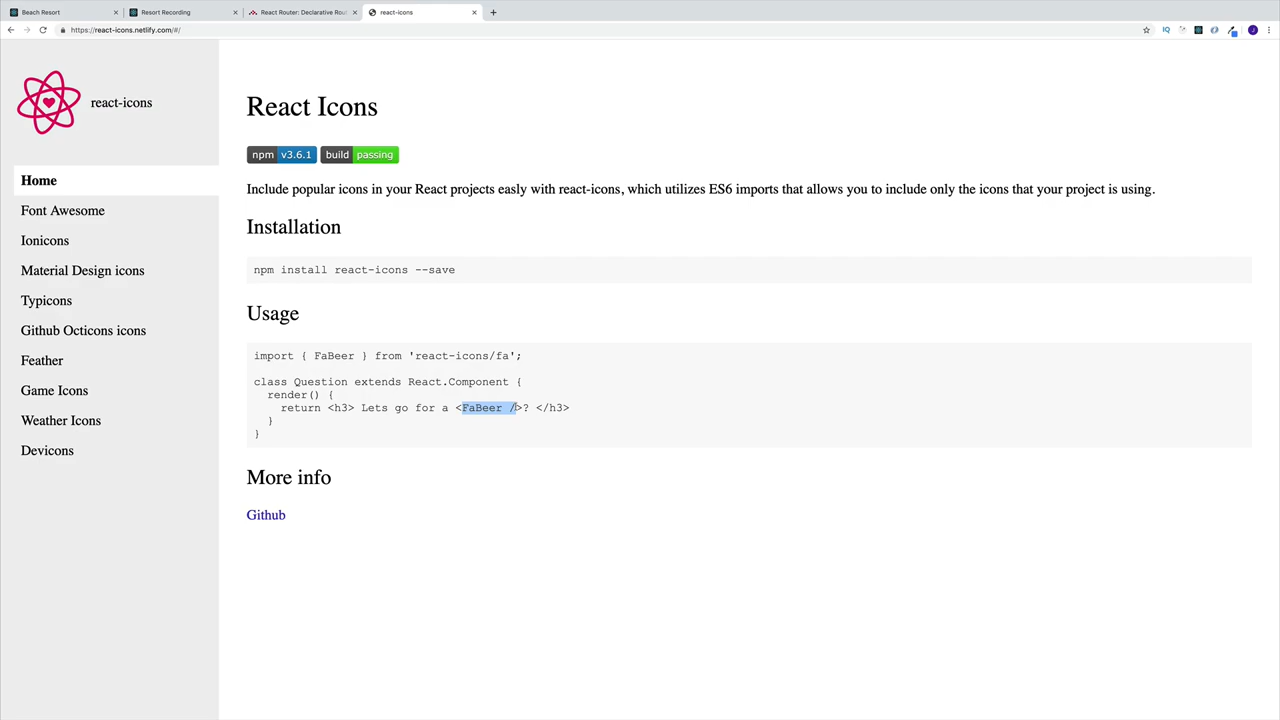 Beach Resort
Resort Recording
React Router: Declarative Rou
react-icons
https://react-icons.netlify.com/#/
IQ
J
react-icons
Home
Font Awesome
Ionicons
Material Design icons
Typicons
Github Octicons icons
Feather
Game Icons
Weather Icons
Devicons
React Icons
npm v3.6.1 build passing
Include popular icons in your React projects easly with react-icons, which utilizes ES6 imports that allows you to include only the icons that your project is using.
Installation
npm install react-icons --save
Usage
import { FaBeer } from 'react-icons/fa';
class Question extends React.Component {
render() {
return <h3> Lets go for a <FaBeer />? </h3>
}
}
More info
Github